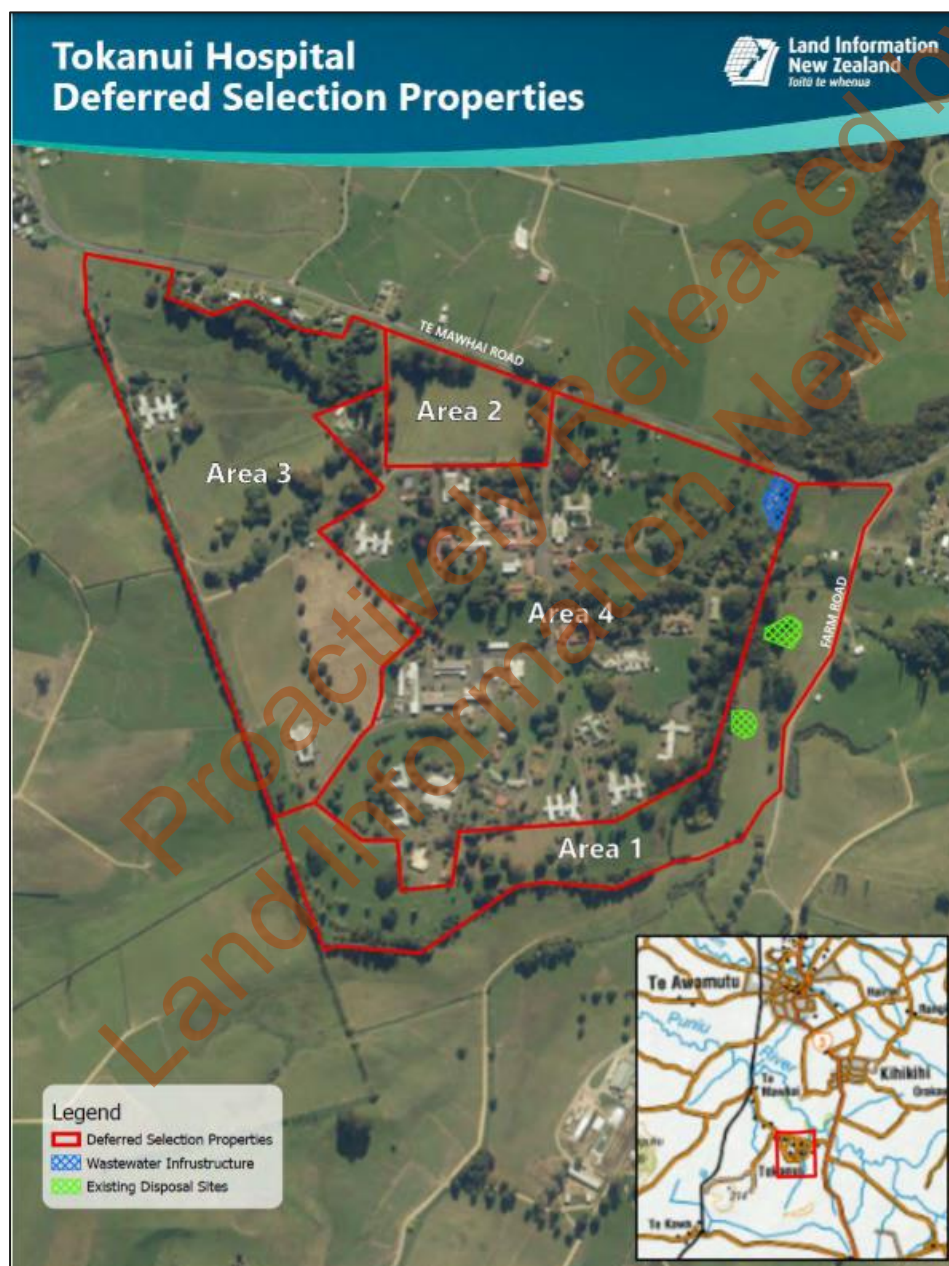 Tokanui Hospital
Deferred Selection Properties
Land Information
New Zealand
Toitū te whenua
Proactively Released by
Land Information New Z
TE MAWHAI ROAD
Area 2
Area 3
Area 4
FARM ROAD
Area 1
Legend
Deferred Selection Properties
Wastewater Infrustructure
Existing Disposal Sites
Te Awamutu
Puniu
River
3
Kihikihi
Te
Mawhai
Tokanui
Te Kawa